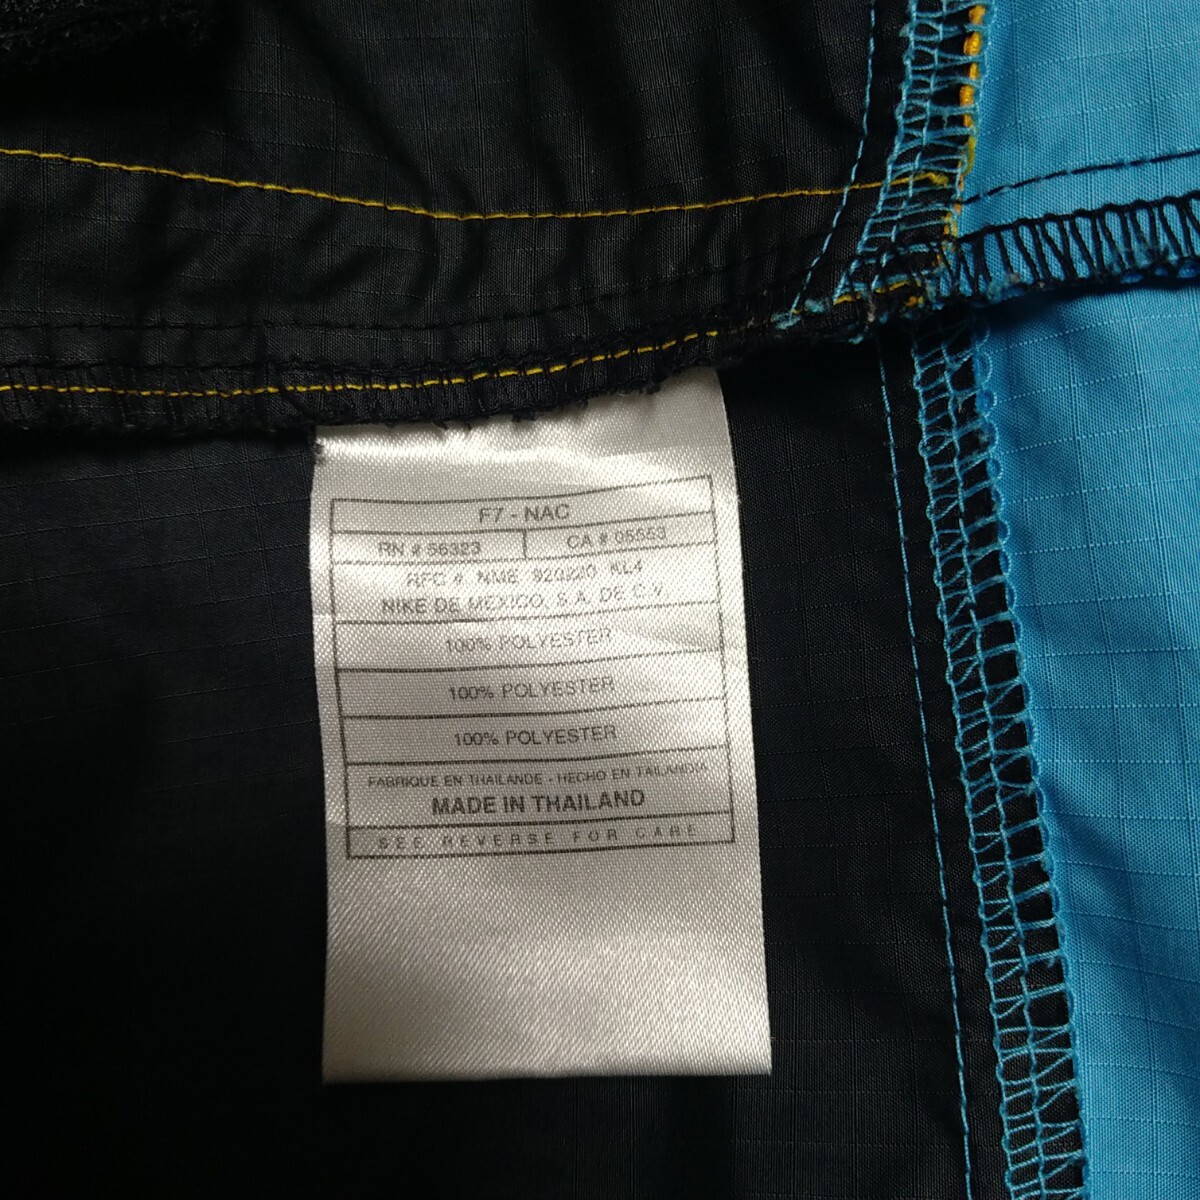 F7 - NAC
RN # 56323
CA # 05553
RFC #. NME 920220 KL4
NIKE DE MEXICO, S.A. DE C.V.
100% POLYESTER
100% POLYESTER
100% POLYESTER
FABRIQUE EN THAILANDE - HECHO EN TAILANDIA
MADE IN THAILAND
SEE REVERSE FOR CARE